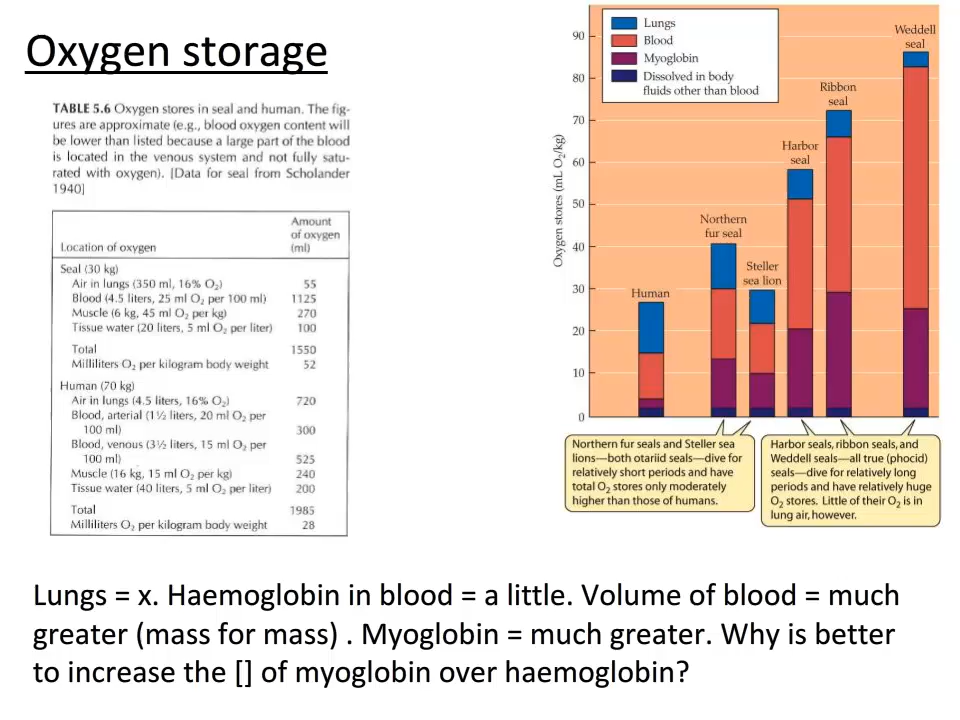 Oxygen storage
TABLE 5.6 Oxygen stores in seal and human. The fig-
ures are approximate (e.g., blood oxygen content will
be lower than listed because a large part of the blood
is located in the venous system and not fully satu-
rated with oxygen). [Data for seal from Scholander
1940]
Amount
of oxygen
Location of oxygen (ml)
Seal (30 kg)
Air in lungs (350 ml, 16% O₂) 55
Blood (4.5 liters, 25 ml O₂ per 100 ml) 1125
Muscle (6 kg, 45 ml O₂ per kg) 270
Tissue water (20 liters, 5 ml O₂ per liter) 100
Total 1550
Milliliters O₂ per kilogram body weight 52
Human (70 kg)
Air in lungs (4.5 liters, 16% O₂) 720
Blood, arterial (1½ liters, 20 ml O₂ per
100 ml) 300
Blood, venous (3½ liters, 15 ml O₂ per
100 ml) 525
Muscle (16 kg, 15 ml O₂ per kg) 240
Tissue water (40 liters, 5 ml O₂ per liter) 200
Total 1985
Milliliters O₂ per kilogram body weight 28
Lungs
Blood
Myoglobin
Dissolved in body
fluids other than blood
Oxygen stores (mL O₂/kg)
90
80
70
60
50
40
30
20
10
0
Human
Northern
fur seal
Steller
sea lion
Harbor
seal
Ribbon
seal
Weddell
seal
Northern fur seals and Steller sea
lions—both otariid seals—dive for
relatively short periods and have
total O₂ stores only moderately
higher than those of humans.
Harbor seals, ribbon seals, and
Weddell seals—all true (phocid)
seals—dive for relatively long
periods and have relatively huge
O₂ stores. Little of their O₂ is in
lung air, however.
Lungs = x. Haemoglobin in blood = a little. Volume of blood = much
greater (mass for mass) . Myoglobin = much greater. Why is better
to increase the [] of myoglobin over haemoglobin?